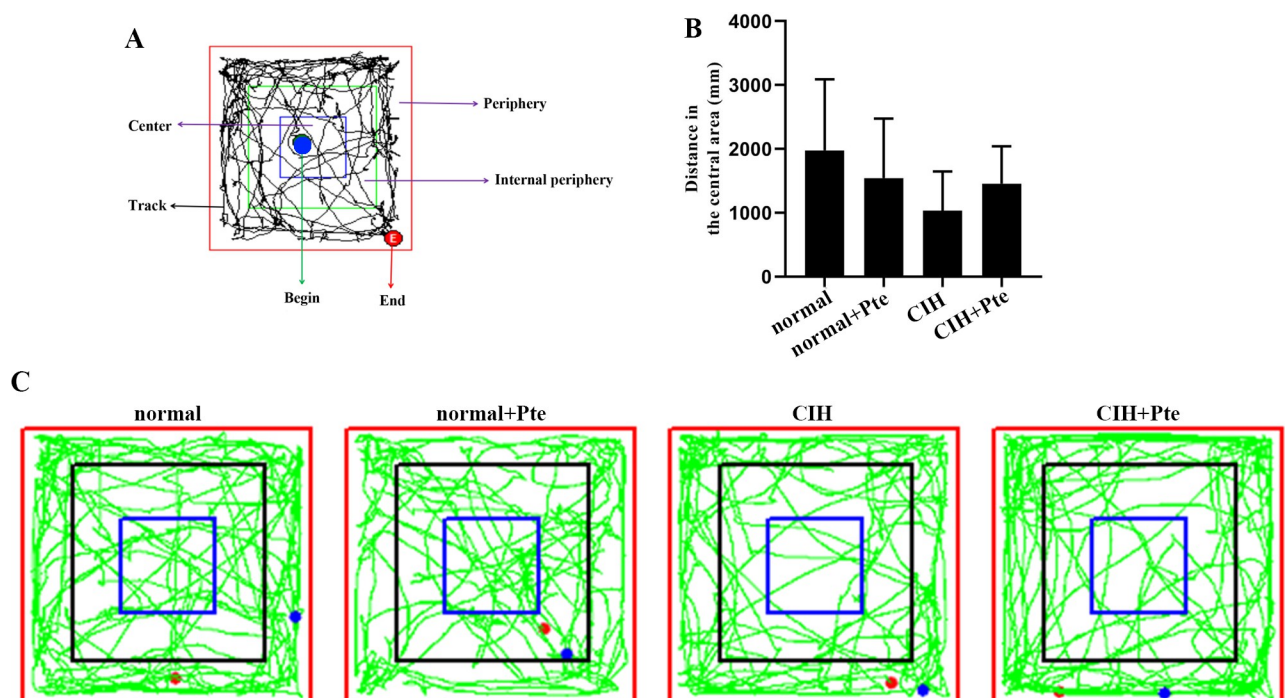 A
Center
Periphery
Internal periphery
Track
E
Begin
End
B
Distance in
the central area (mm)
4000
3000
2000
1000
0
normal
normal+Pte
CIH
CIH+Pte
C
normal
normal+Pte
CIH
CIH+Pte